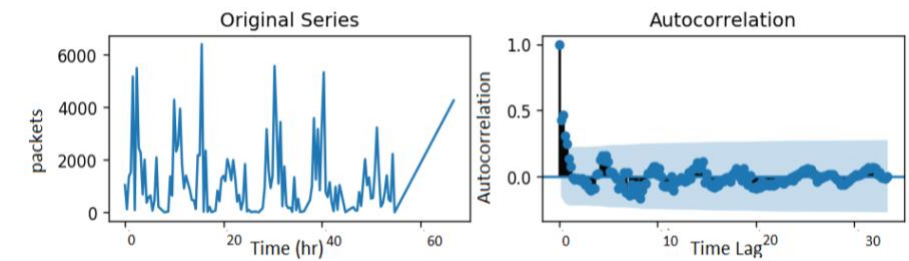 Original Series
packets
6000
4000
2000
0
0 20 40 60
Time (hr)
Autocorrelation
Autocorrelation
1.0
0.5
0.0
0 10 20 30
Time Lag